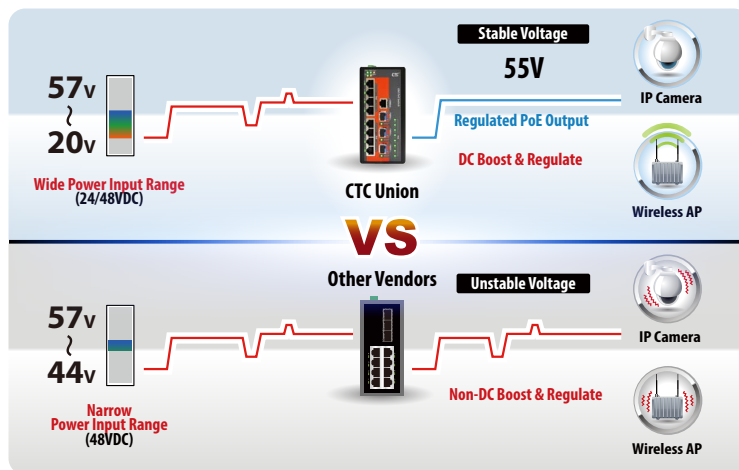 Stable Voltage
57v
~
20v
55V
IP Camera
Regulated PoE Output
DC Boost & Regulate
Wide Power Input Range
(24/48VDC)
CTC Union
Wireless AP
VS
Other Vendors
Unstable Voltage
57v
~
44v
IP Camera
Narrow
Power Input Range
(48VDC)
Non-DC Boost & Regulate
Wireless AP
CTC